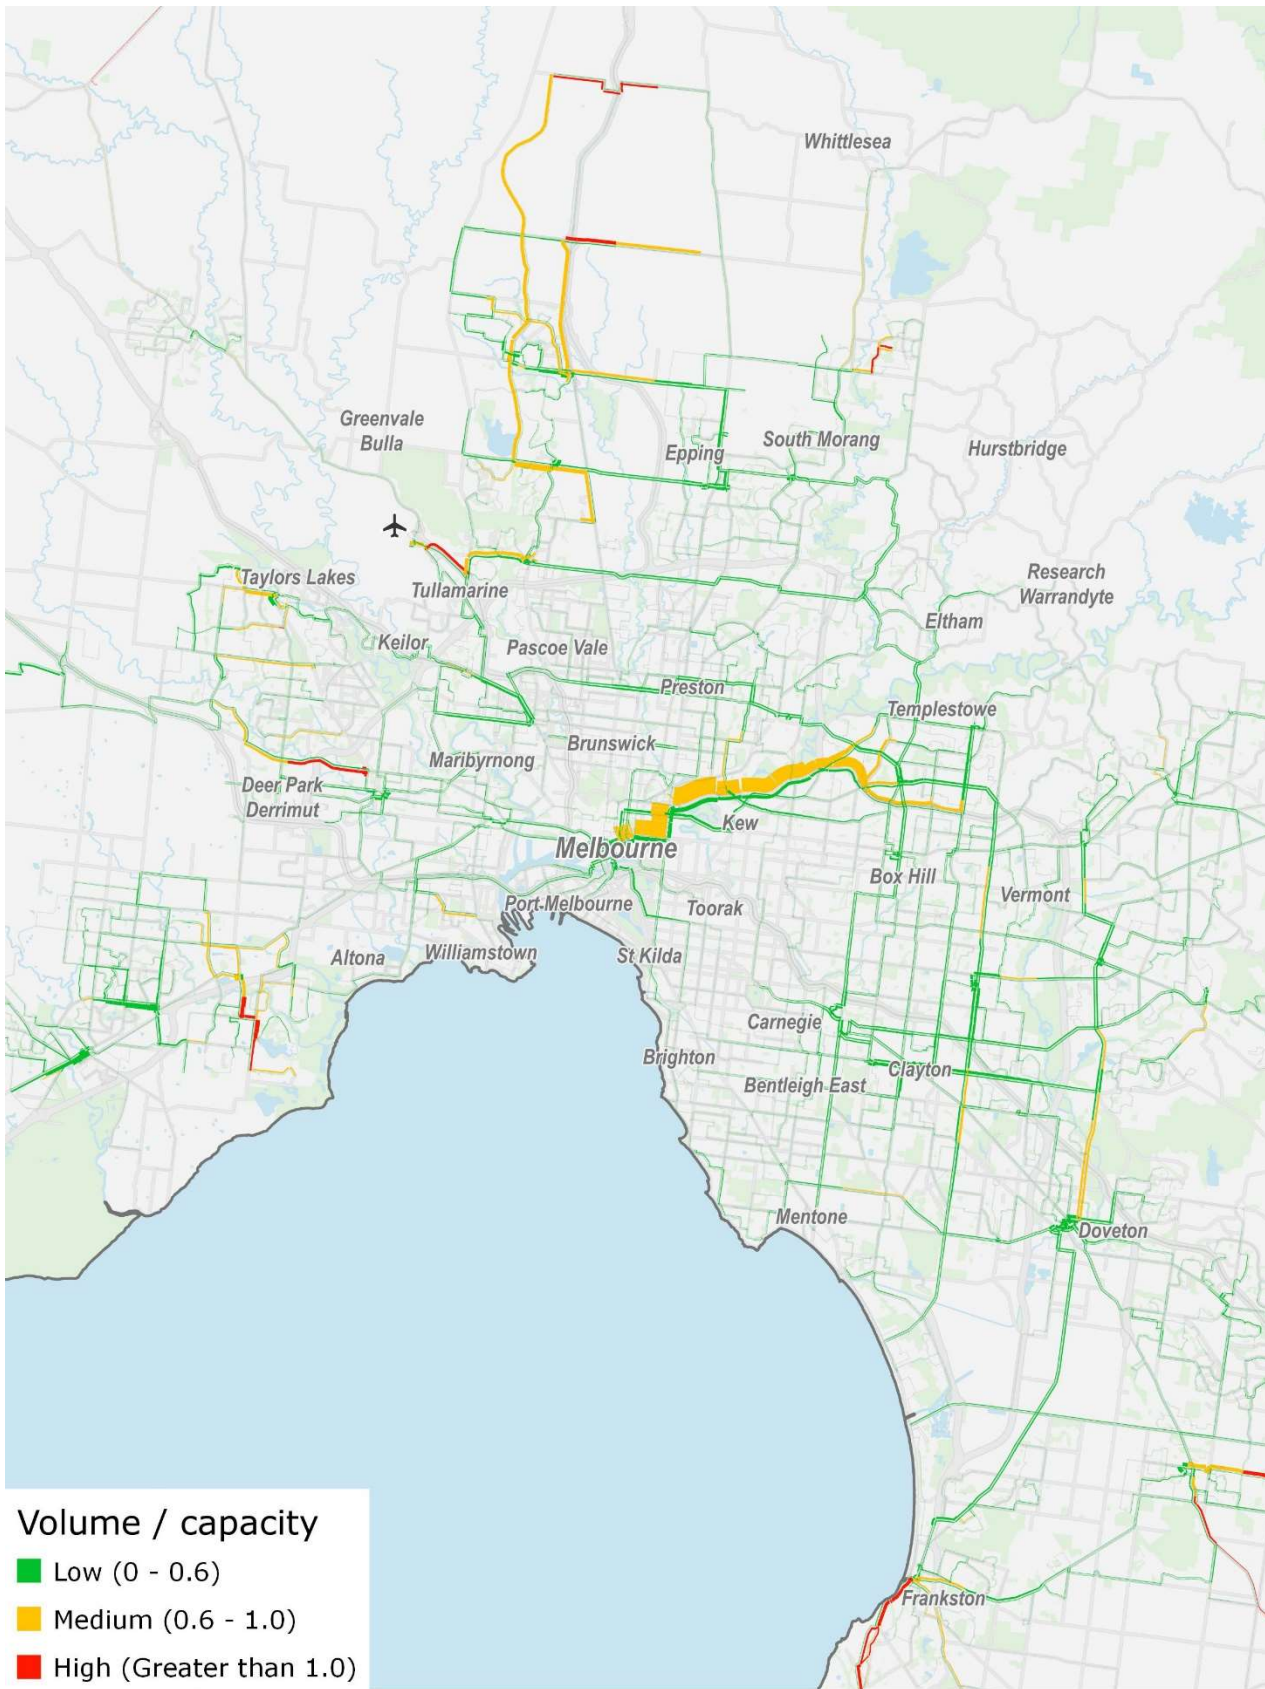 Whittlesea
Greenvale
Bulla
Epping
South Morang
Hurstbridge
Taylors Lakes
Tullamarine
Research
Warrandyte
Eltham
Keilor
Pascoe Vale
Preston
Templestowe
Brunswick
Maribyrnong
Deer Park
Derrimut
Kew
Melbourne
Box Hill
Vermont
Port Melbourne
Toorak
Altona
Williamstown
St Kilda
Carnegie
Brighton
Clayton
Bentleigh East
Mentone
Doveton
Frankston
Volume / capacity
Low (0 - 0.6)
Medium (0.6 - 1.0)
High (Greater than 1.0)